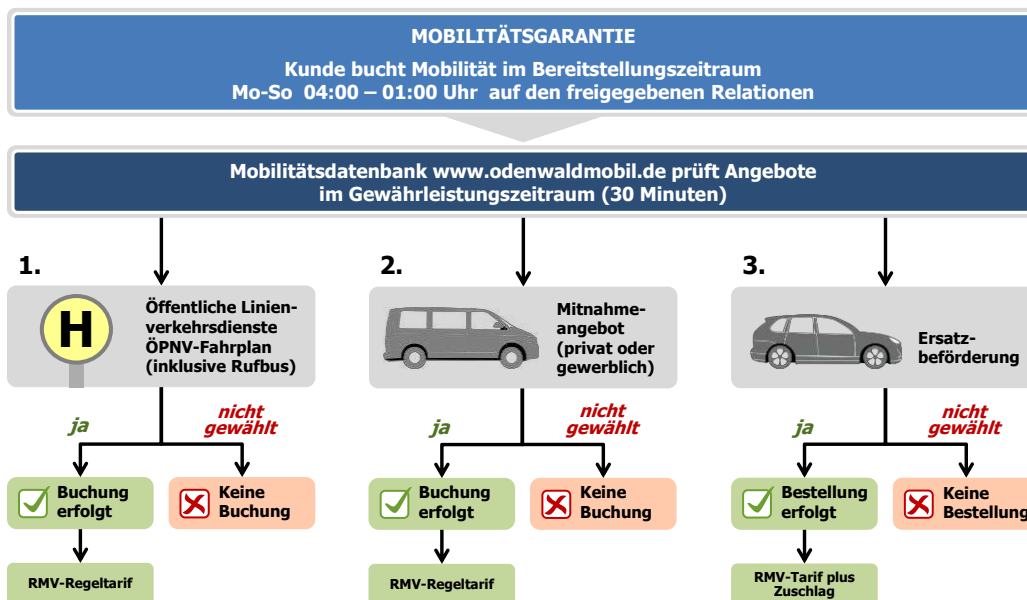 MOBILITÄTSGARANTIE
Kunde bucht Mobilität im Bereitstellungszeitraum
Mo-So 04:00 – 01:00 Uhr auf den freigegebenen Relationen
Mobilitätsdatenbank www.odenwaldmobil.de prüft Angebote
im Gewährleistungszeitraum (30 Minuten)
1.
H
Öffentliche Linien-
verkehrsdienste
ÖPNV-Fahrplan
(inklusive Rufbus)
ja
nicht
gewählt
Buchung
erfolgt
Keine
Buchung
RMV-Regeltarif
2.
Mitnahme-
angebot
(privat oder
gewerblich)
ja
nicht
gewählt
Buchung
erfolgt
Keine
Buchung
RMV-Regeltarif
3.
Ersatz-
beförderung
ja
nicht
gewählt
Bestellung
erfolgt
Keine
Bestellung
RMV-Tarif plus
Zuschlag